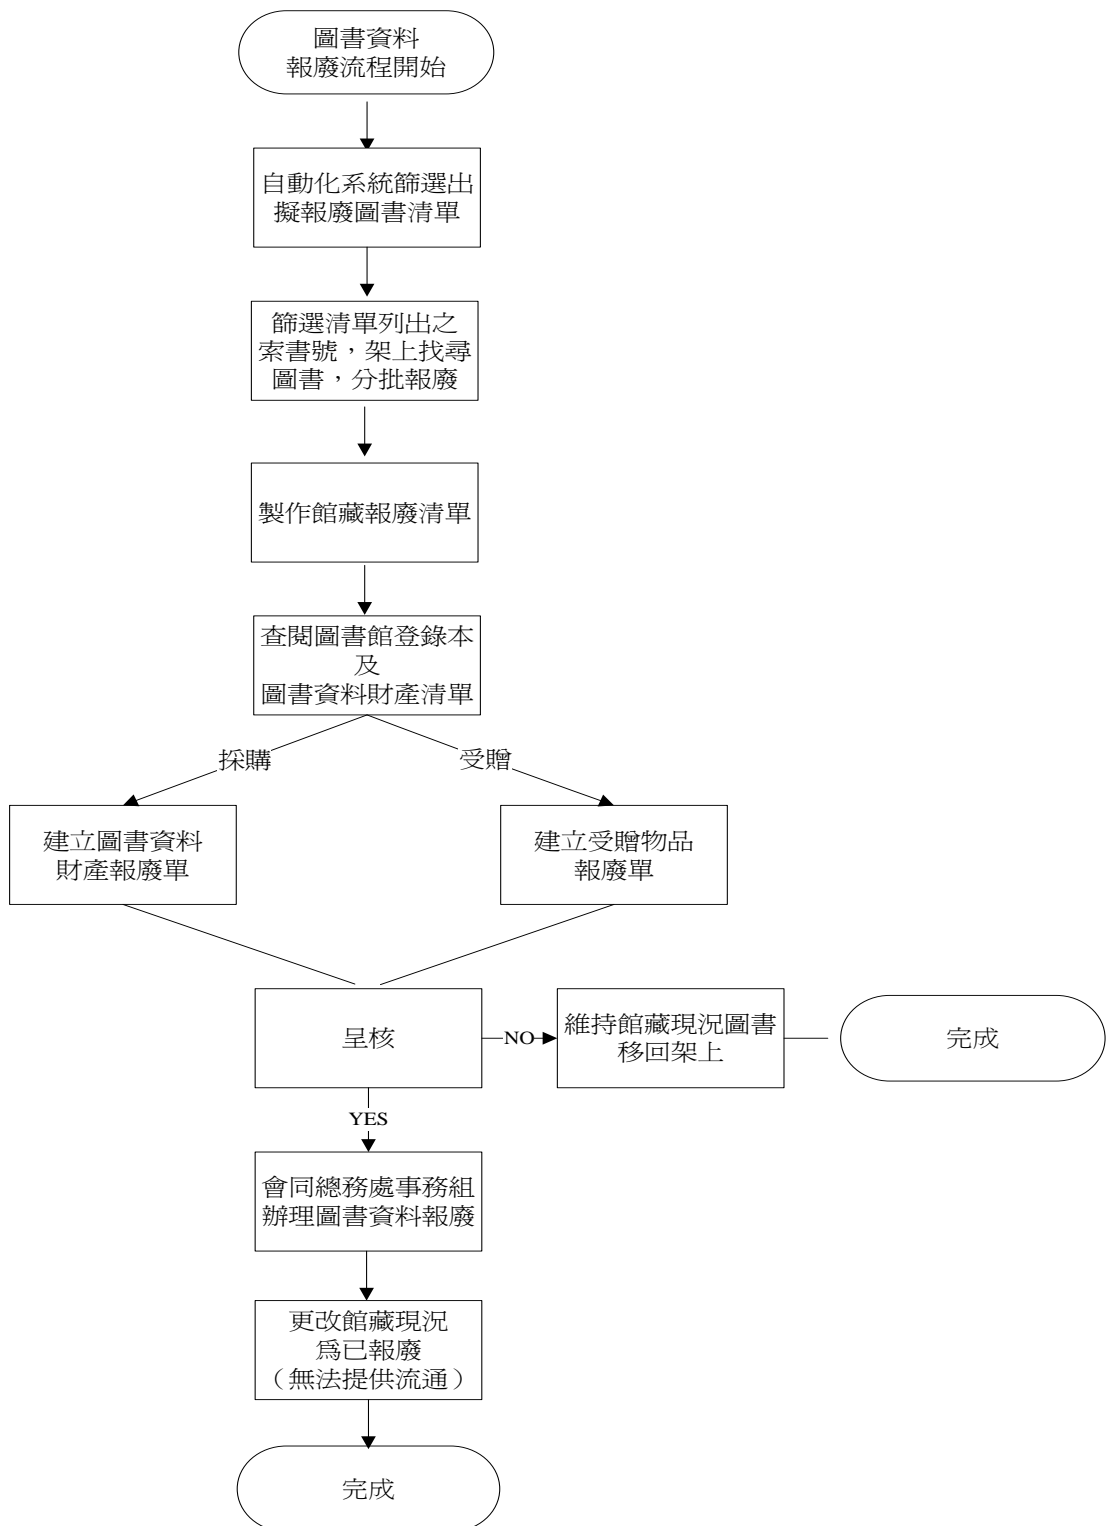 圖書資料
報廢流程開始
自動化系統篩選出
擬報廢圖書清單
篩選清單列出之
索書號，架上找尋
圖書，分批報廢
製作館藏報廢清單
查閱圖書館登錄本
及
圖書資料財產清單
採購
受贈
建立圖書資料
財產報廢單
建立受贈物品
報廢單
呈核
NO
維持館藏現況圖書
移回架上
完成
YES
會同總務處事務組
辦理圖書資料報廢
更改館藏現況
為已報廢
（無法提供流通）
完成